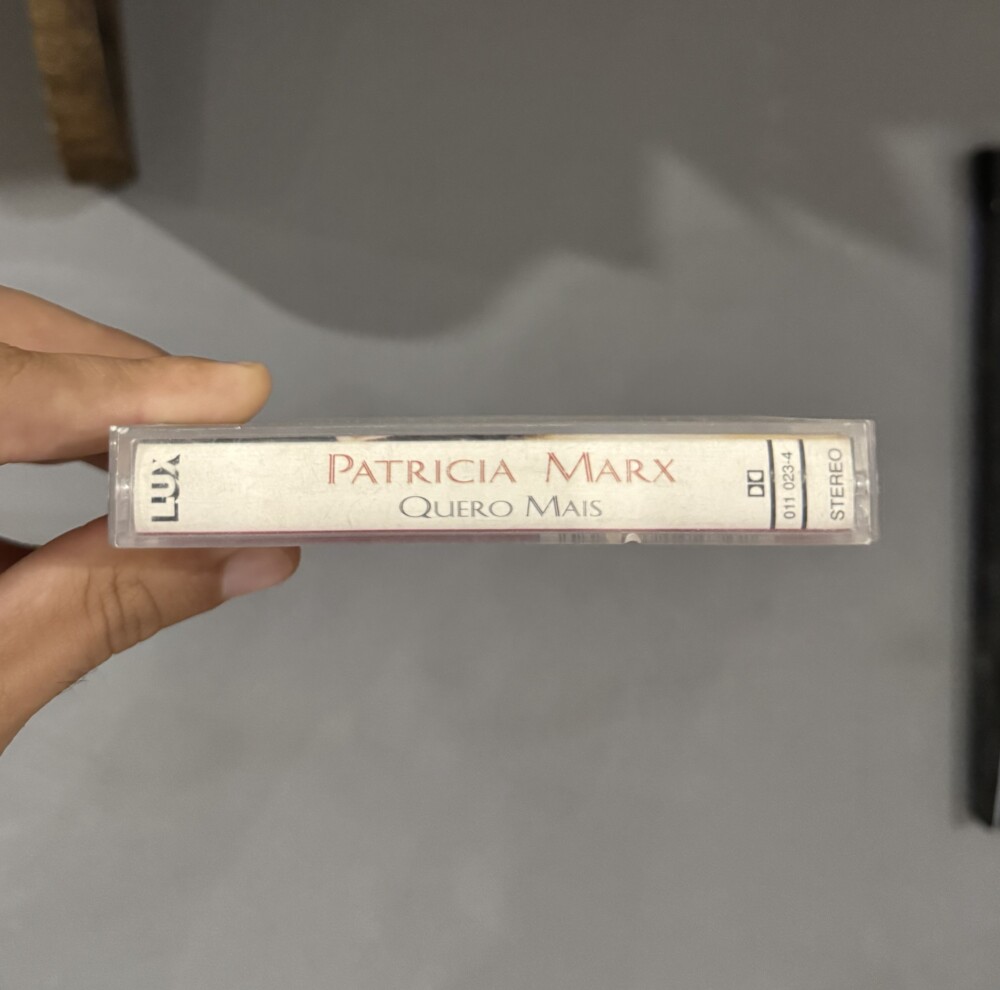 LUX
PATRICIA MARX
QUERO MAIS
011 023-4
STEREO